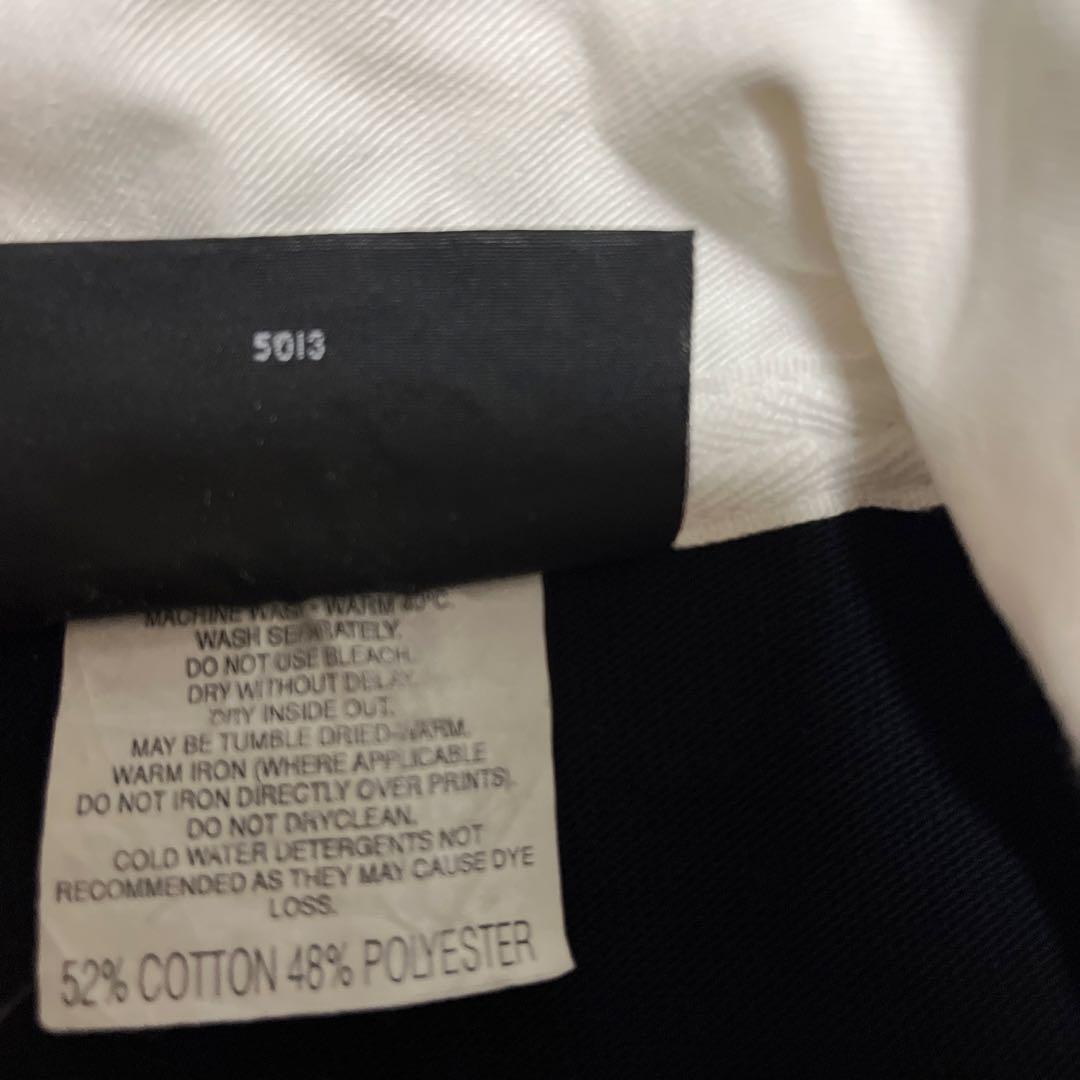 5013
MACHINE WASH - WARM 40°C.
WASH SEPARATELY.
DO NOT USE BLEACH.
DRY WITHOUT DELAY.
DRY INSIDE OUT.
MAY BE TUMBLE DRIED-WARM.
WARM IRON (WHERE APPLICABLE
DO NOT IRON DIRECTLY OVER PRINTS).
DO NOT DRYCLEAN.
COLD WATER DETERGENTS NOT
RECOMMENDED AS THEY MAY CAUSE DYE
LOSS.
52% COTTON 48% POLYESTER